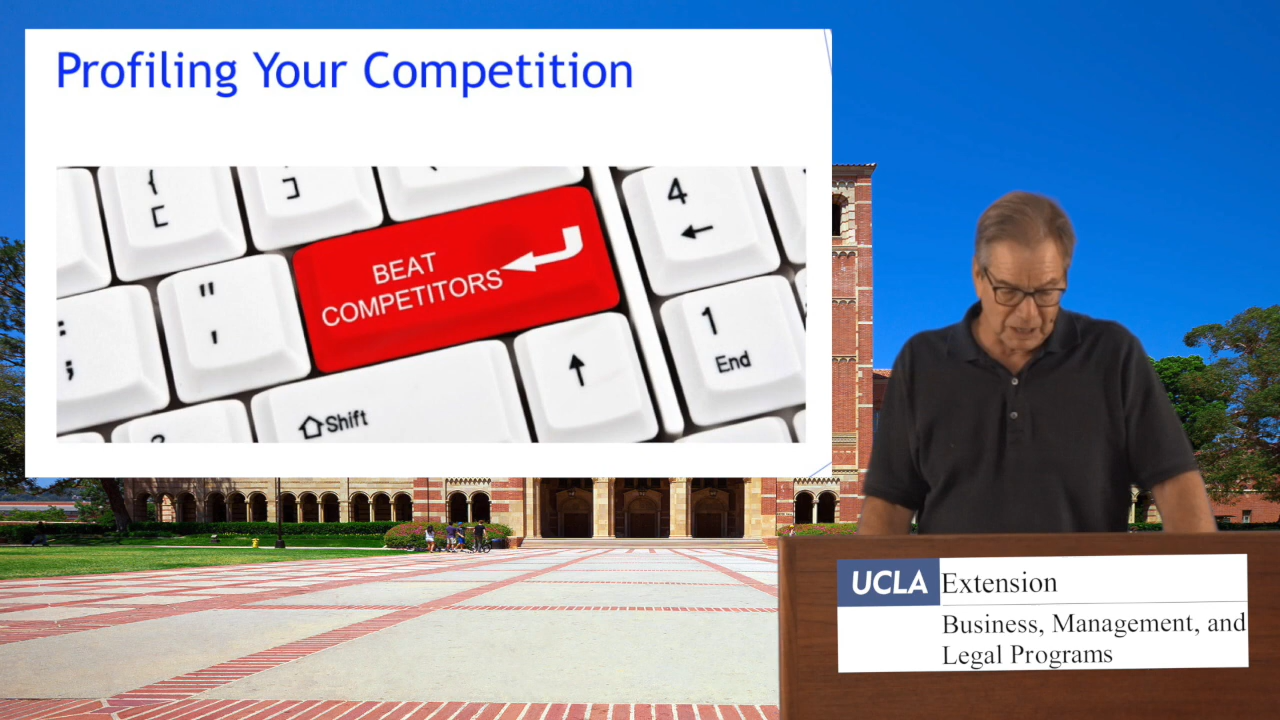 Profiling Your Competition
{
[
]
4
←
"
'
BEAT
COMPETITORS
:
;
1
End
↑
Shift
UCLA Extension
Business, Management, and
Legal Programs